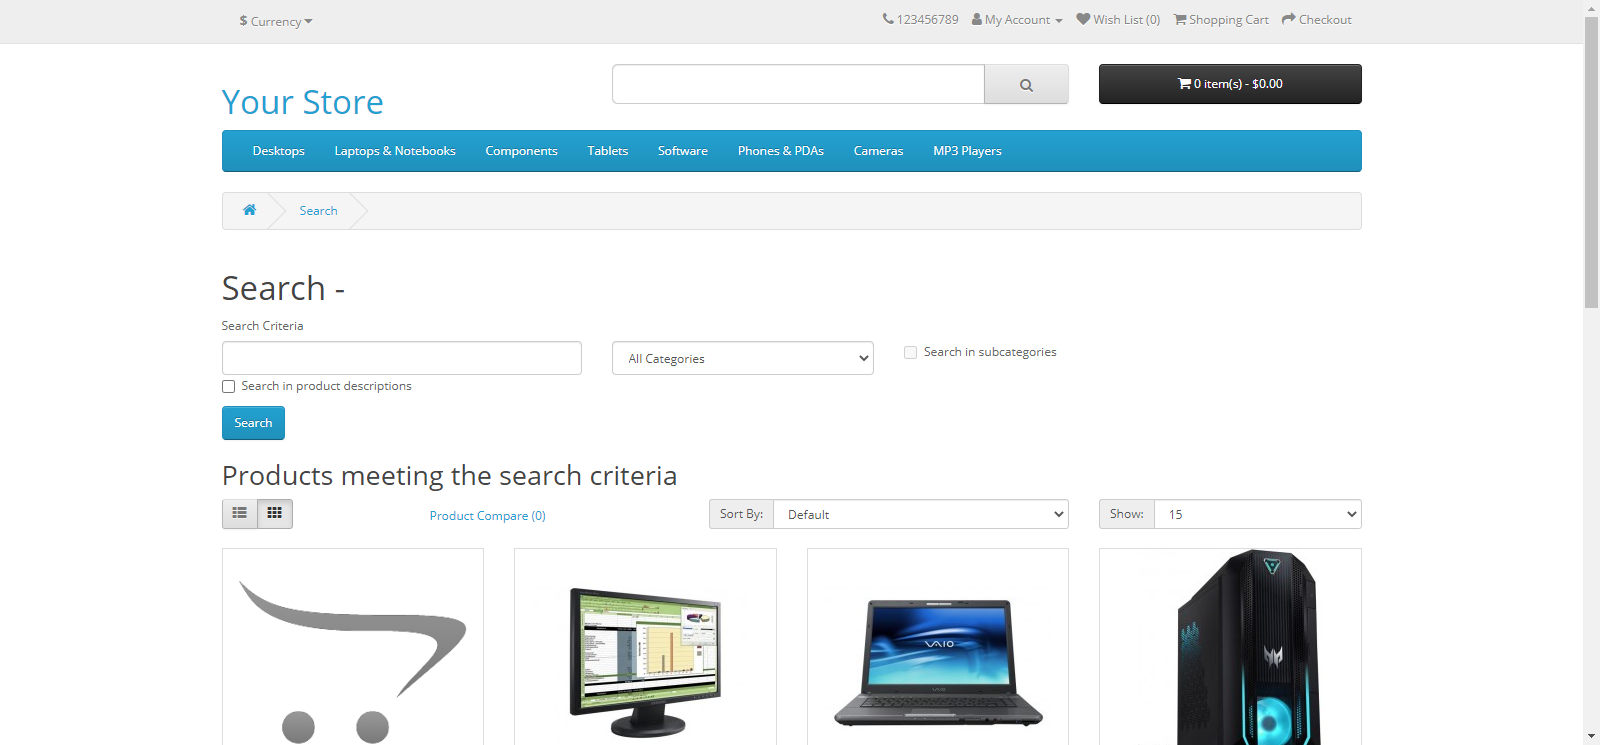 $ Currency
123456789 My Account Wish List (0) Shopping Cart Checkout
Your Store
0 item(s) - $0.00
Desktops Laptops & Notebooks Components Tablets Software Phones & PDAs Cameras MP3 Players
Search
Search -
Search Criteria
All Categories
Search in subcategories
Search in product descriptions
Search
Products meeting the search criteria
Product Compare (0)
Sort By: Default
Show: 15
VAIO